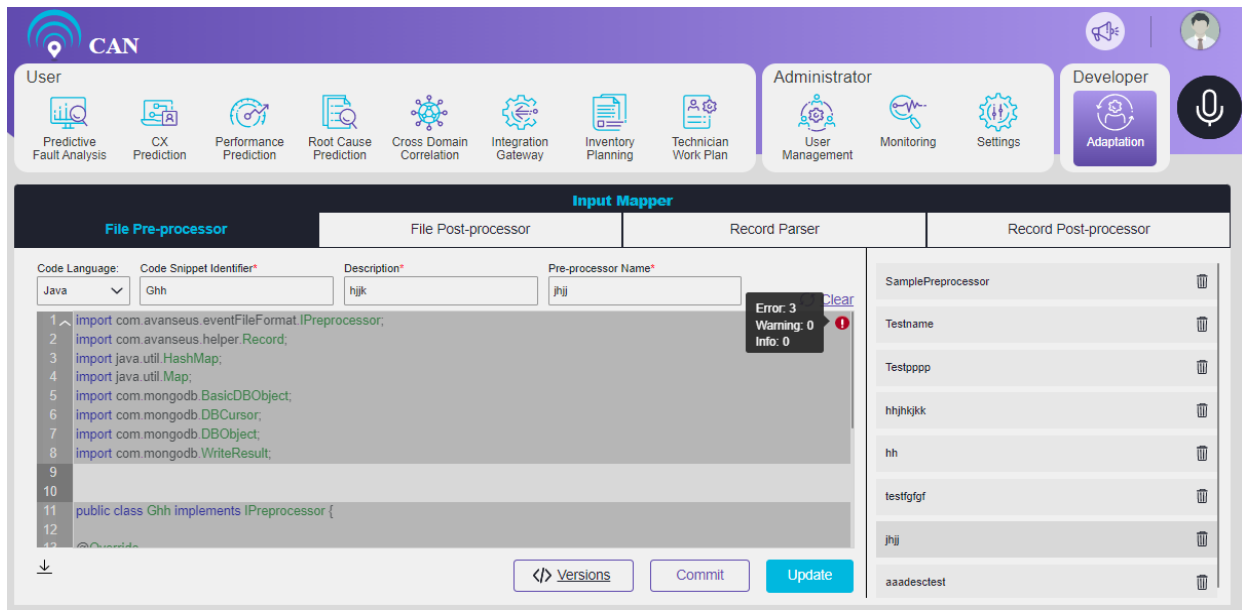 CAN
User
Administrator
Developer
Predictive
Fault Analysis
CX
Prediction
Performance
Prediction
Root Cause
Prediction
Cross Domain
Correlation
Integration
Gateway
Inventory
Planning
Technician
Work Plan
User
Management
Monitoring
Settings
Adaptation
Input Mapper
File Pre-processor
File Post-processor
Record Parser
Record Post-processor
Code Language:
Code Snippet Identifier*
Description*
Pre-processor Name*
Java
Ghh
hjjk
jhjj
Clear
Error: 3
Warning: 0
Info: 0
1 import com.avanseus.eventFileFormat.IPreprocessor;
2 import com.avanseus.helper.Record;
3 import java.util.HashMap;
4 import java.util.Map;
5 import com.mongodb.BasicDBObject;
6 import com.mongodb.DBCursor;
7 import com.mongodb.DBObject;
8 import com.mongodb.WriteResult;
9
10
11 public class Ghh implements IPreprocessor {
12
13 @Override
</> Versions
Commit
Update
SamplePreprocessor
Testname
Testpppp
hhjhkjkk
hh
testfgfgf
jhjj
aaadesctest